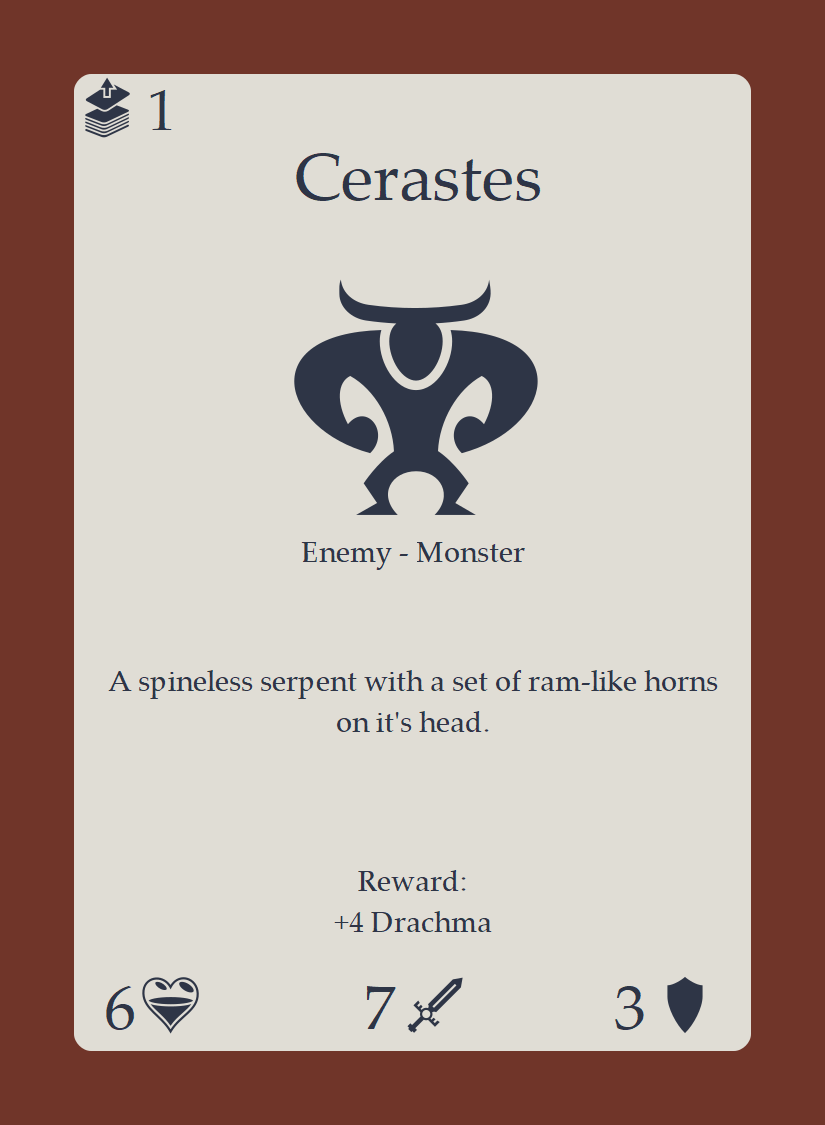 1
Cerastes
Enemy - Monster
A spineless serpent with a set of ram-like horns
on it's head.
Reward:
+4 Drachma
6 7 3